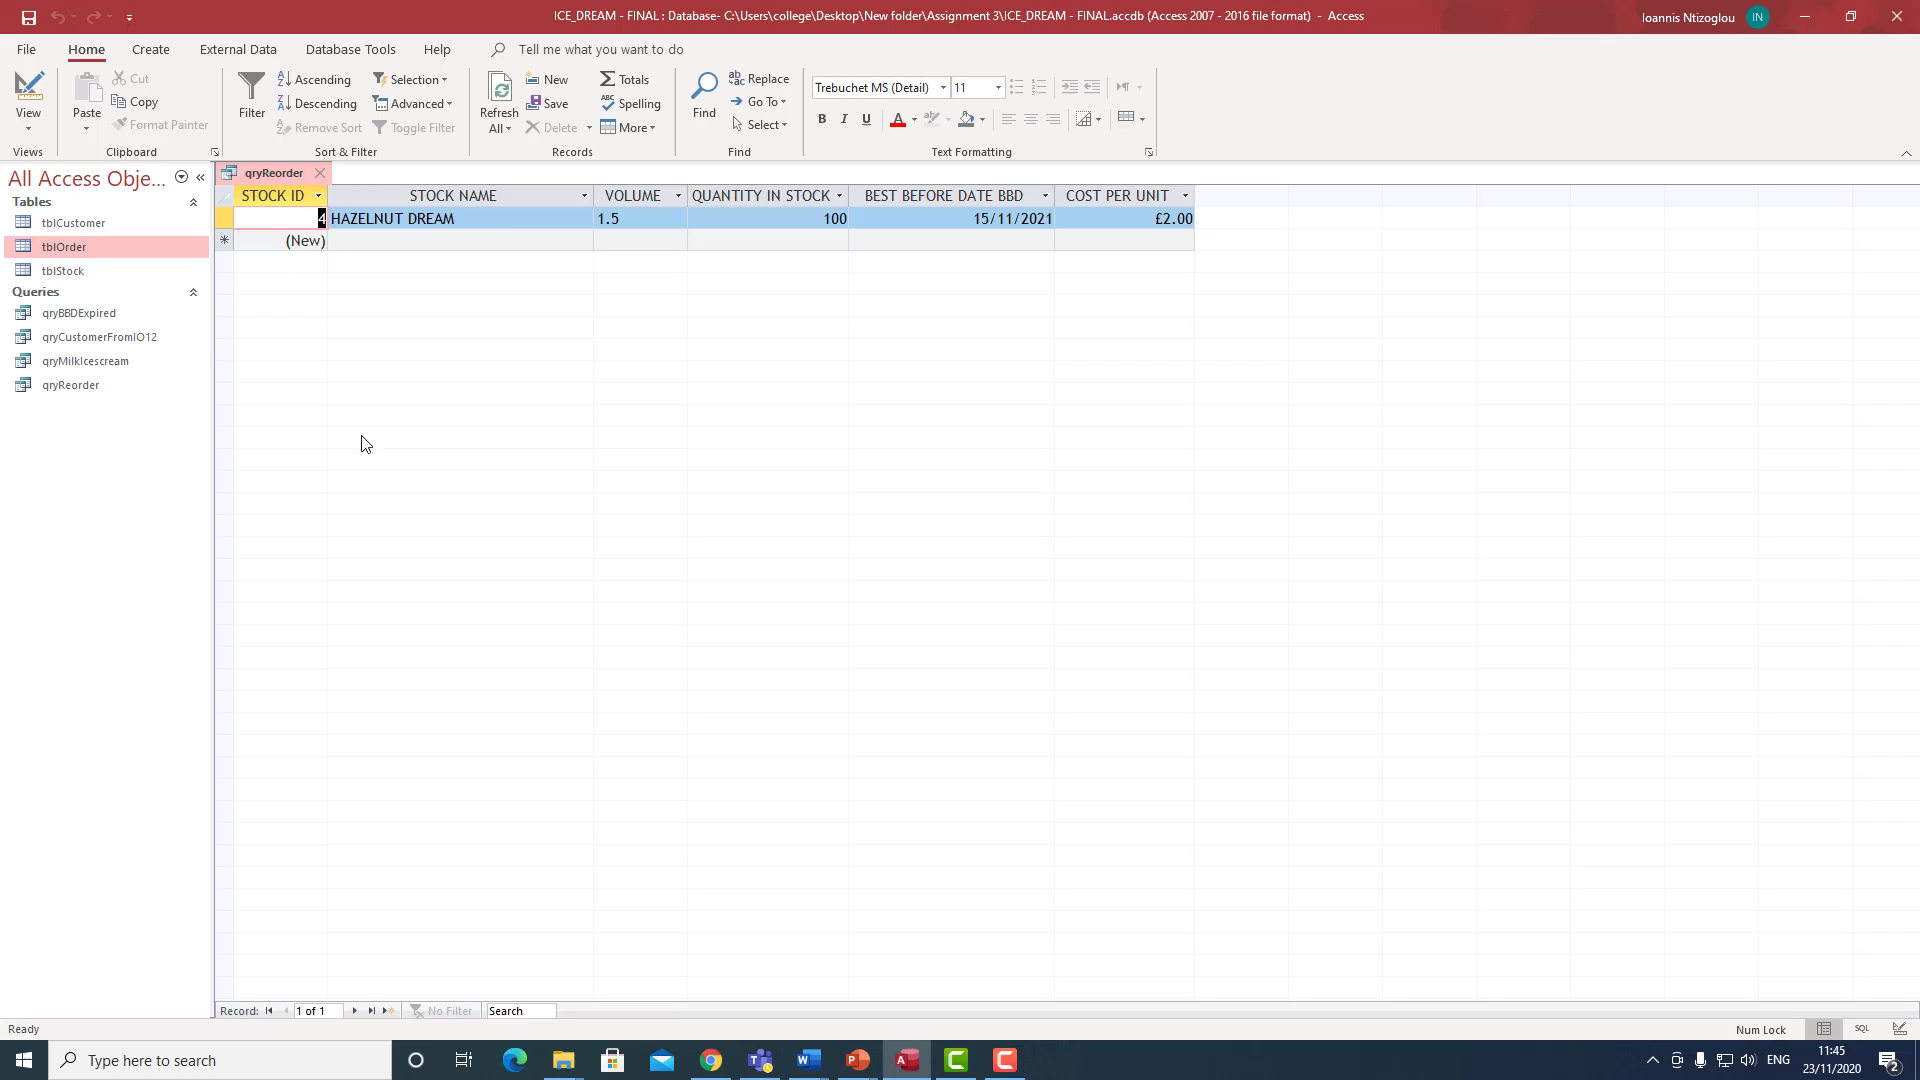 ICE_DREAM - FINAL : Database- C:\Users\college\Desktop\New folder\Assignment 3\ICE_DREAM - FINAL.accdb (Access 2007 - 2016 file format) - Access
Ioannis Ntizoglou
IN
File Home Create External Data Database Tools Help Tell me what you want to do
View
Views
Paste
Cut
Copy
Format Painter
Clipboard
Filter
Ascending
Descending
Remove Sort
Selection
Advanced
Toggle Filter
Sort & Filter
Refresh
All
New
Save
Delete
Totals
Spelling
More
Records
Find
Replace
Go To
Select
Find
Trebuchet MS (Detail) 11
B I U A
Text Formatting
All Access Obje...
Tables
tblCustomer
tblOrder
tblStock
Queries
qryBBDExpired
qryCustomerFromIO12
qryMilkIcescream
qryReorder
qryReorder
STOCK ID STOCK NAME VOLUME QUANTITY IN STOCK BEST BEFORE DATE BBD COST PER UNIT
4 HAZELNUT DREAM 1.5 100 15/11/2021 £2.00
(New)
Record: 1 of 1 No Filter Search
Ready
Num Lock
SQL
Type here to search
ENG
11:45
23/11/2020
2